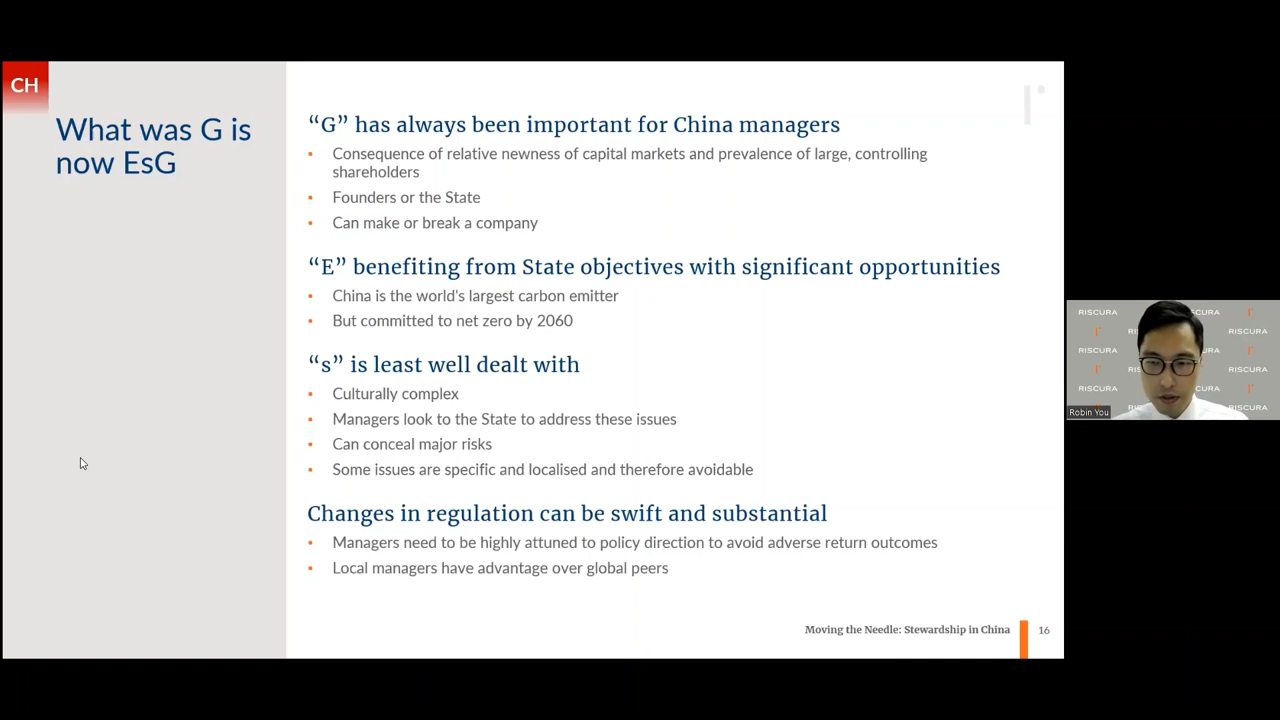 CH
What was G is
now EsG
“G” has always been important for China managers
• Consequence of relative newness of capital markets and prevalence of large, controlling
shareholders
• Founders or the State
• Can make or break a company
“E” benefiting from State objectives with significant opportunities
• China is the world's largest carbon emitter
• But committed to net zero by 2060
“s” is least well dealt with
• Culturally complex
• Managers look to the State to address these issues
• Can conceal major risks
• Some issues are specific and localised and therefore avoidable
Changes in regulation can be swift and substantial
• Managers need to be highly attuned to policy direction to avoid adverse return outcomes
• Local managers have advantage over global peers
Moving the Needle: Stewardship in China
16
RISCURA
RISCURA
RISCURA
RISCURA
RISCURA
RISCURA
Robin You